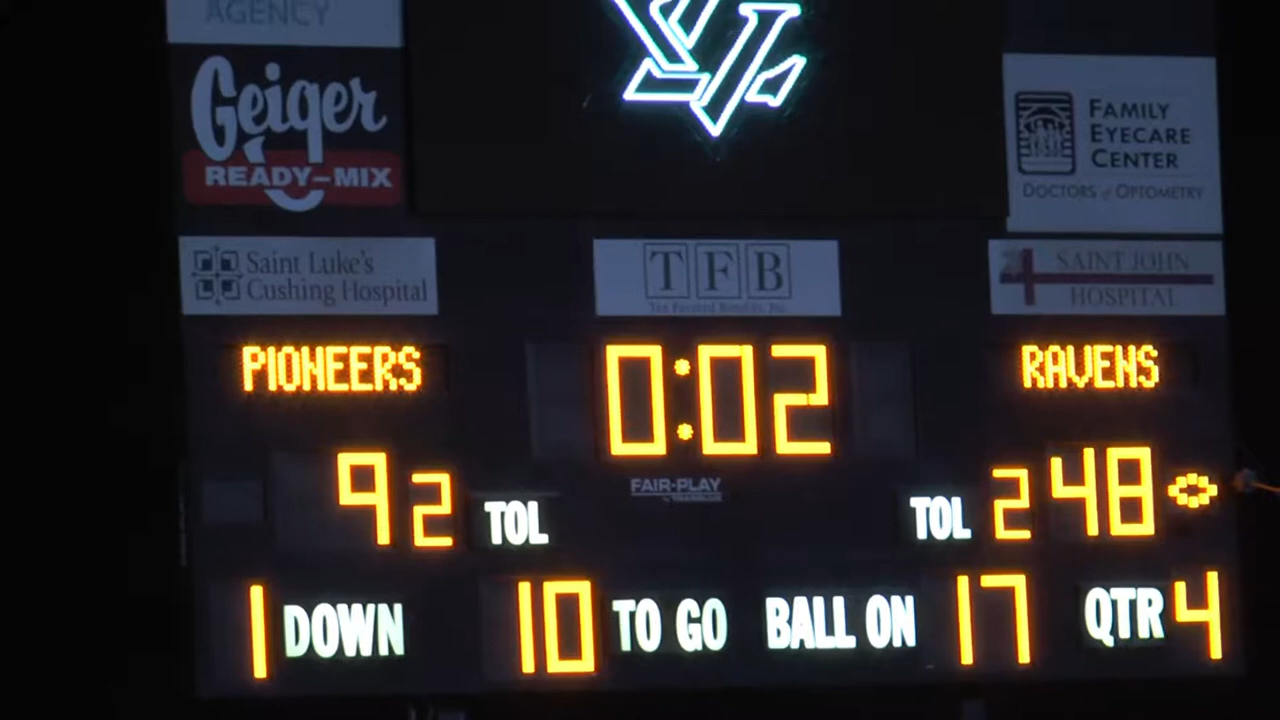 AGENCY
Geiger
READY-MIX
FAMILY
EYECARE
CENTER
DOCTORS of OPTOMETRY
Saint Luke's
Cushing Hospital
TFB
SAINT JOHN
HOSPITAL
PIONEERS
0:02
RAVENS
9 2 TOL
FAIR-PLAY
TOL 2 48
1 DOWN 10 TO GO BALL ON 17 QTR 4